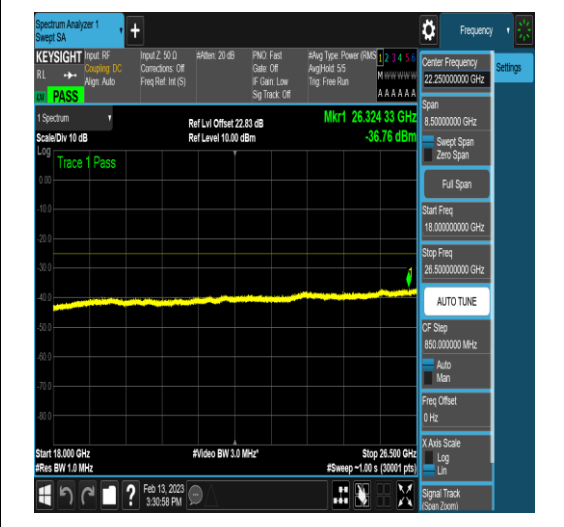 Spectrum Analyzer 1
Swept SA
Frequency
KEYSIGHT
RL
PASS
Input: RF
Coupling: DC
Align: Auto
Input Z: 50 Ω
Corrections: Off
Freq Ref: Int (S)
#Atten: 20 dB
PNO: Fast
Gate: Off
IF Gain: Low
Sig Track: Off
#Avg Type: Power (RMS
Avg|Hold: 5/5
Trig: Free Run
1 2 3 4 5 6
M W W W W W
A A A A A A
Center Frequency
22.250000000 GHz
Settings
Span
8.50000000 GHz
Swept Span
Zero Span
Full Span
Start Freq
18.000000000 GHz
Stop Freq
26.500000000 GHz
AUTO TUNE
CF Step
850.000000 MHz
Auto
Man
Freq Offset
0 Hz
X Axis Scale
Log
Lin
Signal Track
(Span Zoom)
1 Spectrum
Scale/Div 10 dB
Ref Lvl Offset 22.83 dB
Ref Level 10.00 dBm
Mkr1 26.324 33 GHz
-36.76 dBm
Log
Trace 1 Pass
0.00
-10.0
-20.0
-30.0
-40.0
-50.0
-60.0
-70.0
-80.0
Start 18.000 GHz
#Res BW 1.0 MHz
#Video BW 3.0 MHz*
Stop 26.500 GHz
#Sweep ~1.00 s (30001 pts)
?
Feb 13, 2023
3:30:58 PM